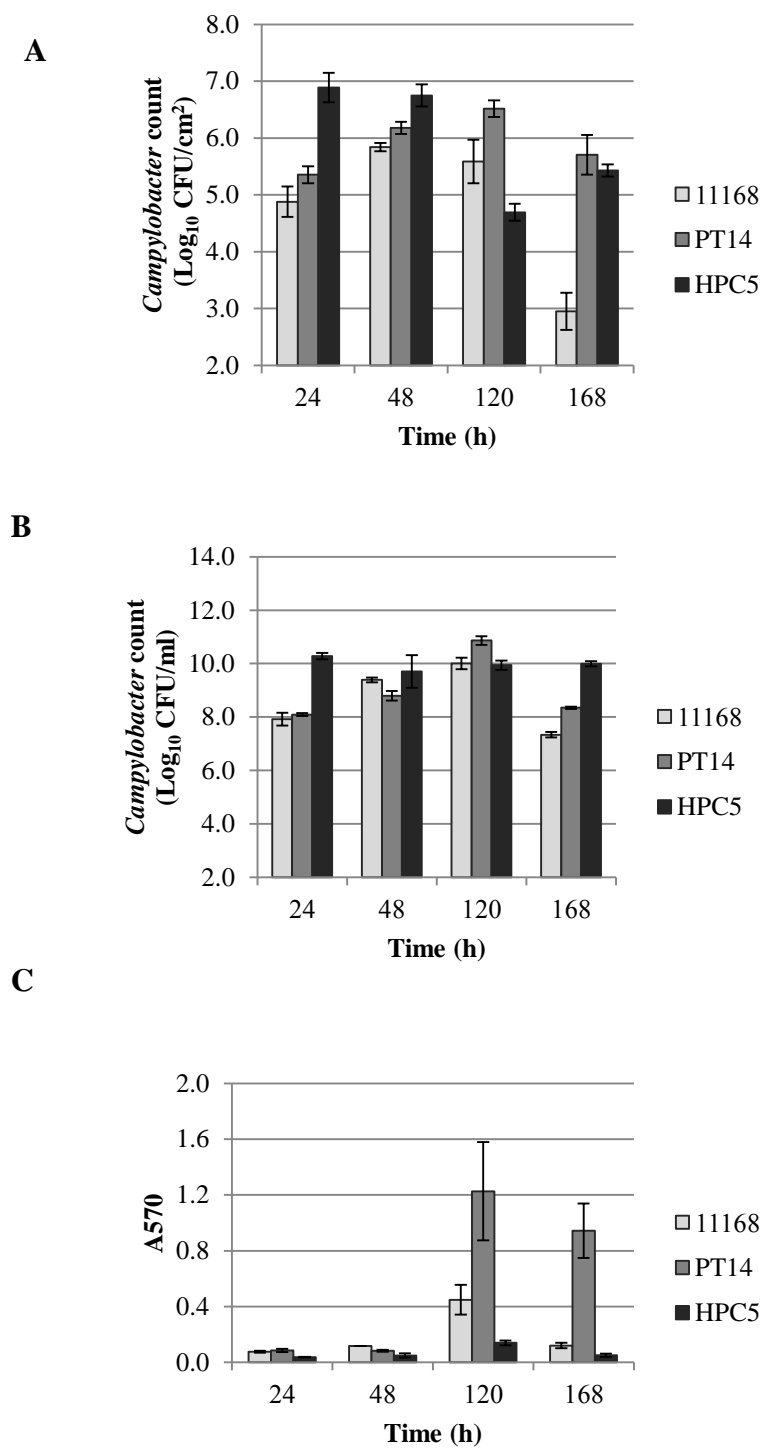 A
Campylobacter count
(Log₁₀ CFU/cm²)
8.0
7.0
6.0
5.0
4.0
3.0
2.0
24 48 120 168
Time (h)
11168
PT14
HPC5
B
Campylobacter count
(Log₁₀ CFU/ml)
14.0
12.0
10.0
8.0
6.0
4.0
2.0
24 48 120 168
Time (h)
11168
PT14
HPC5
C
A570
2.0
1.6
1.2
0.8
0.4
0.0
24 48 120 168
Time (h)
11168
PT14
HPC5